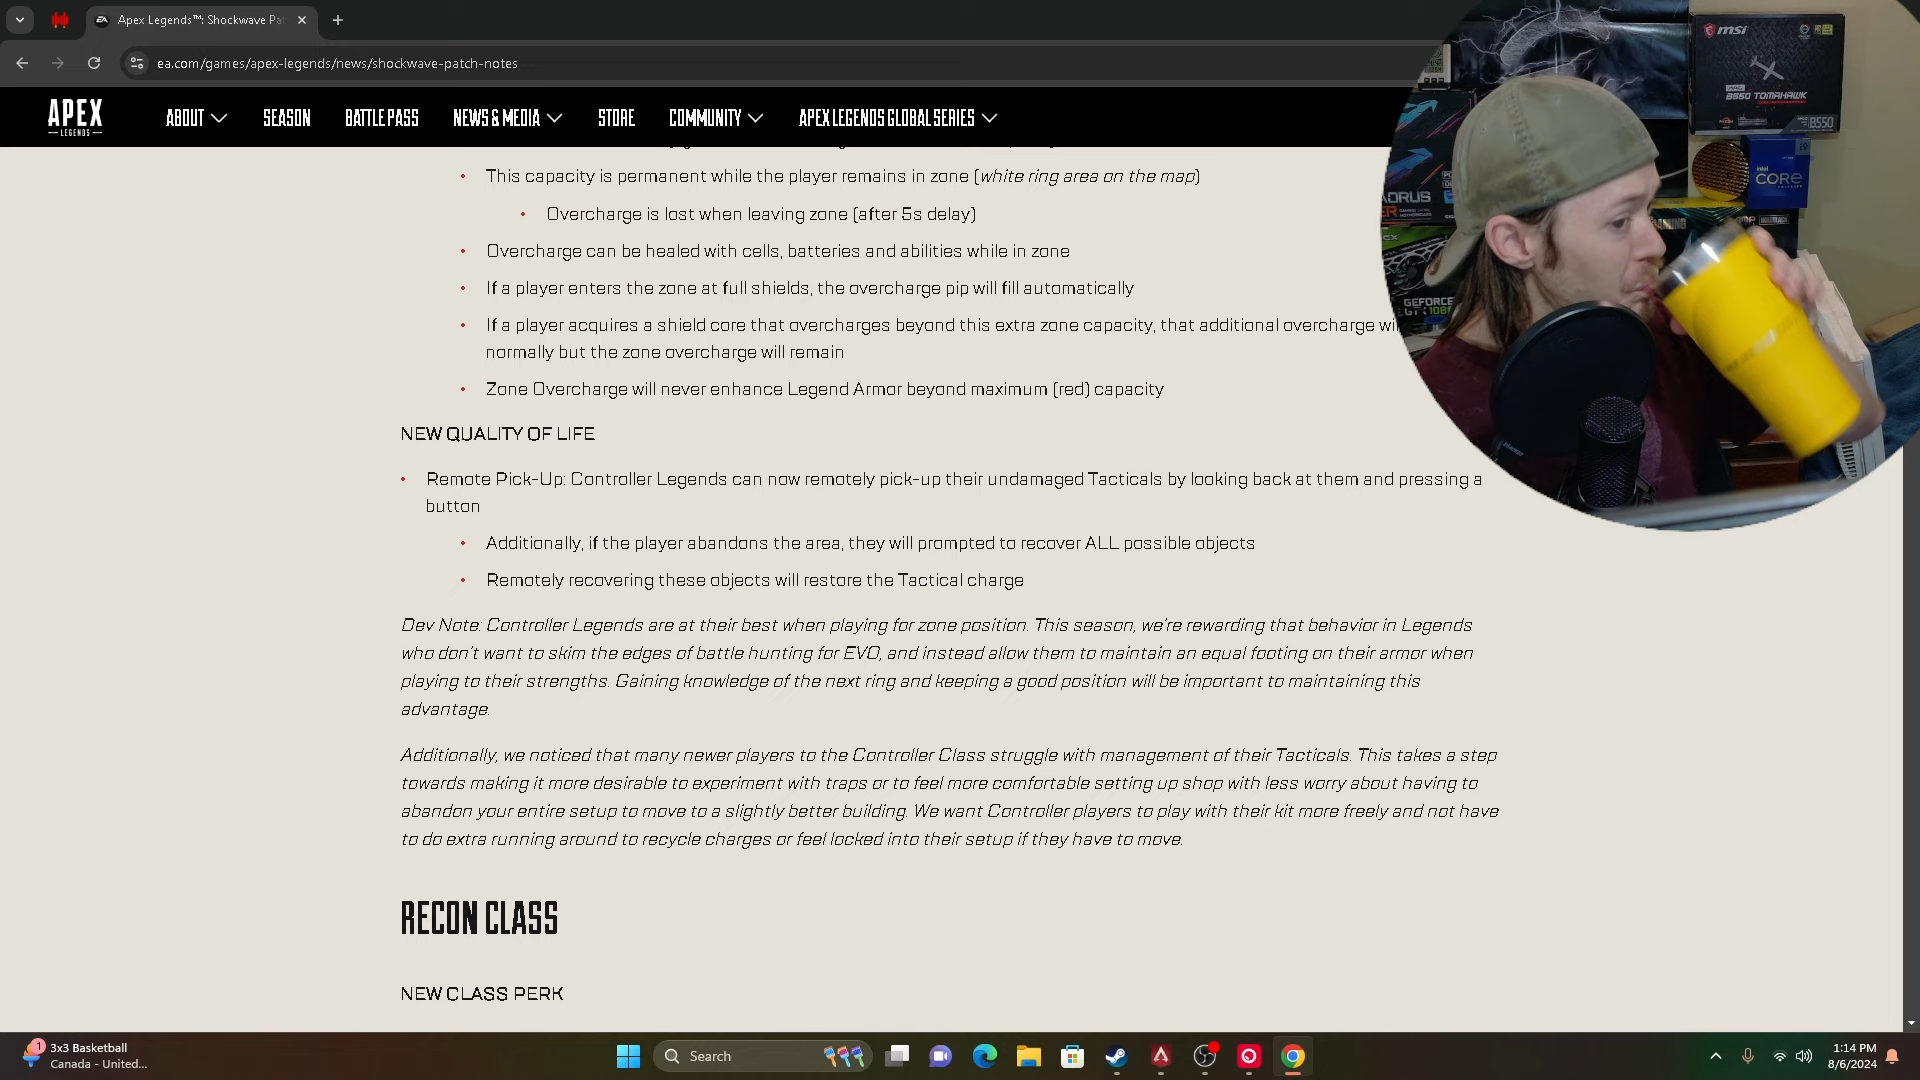 Apex Legends™: Shockwave Pa
ea.com/games/apex-legends/news/shockwave-patch-notes
APEX
LEGENDS
ABOUT SEASON BATTLE PASS NEWS & MEDIA STORE COMMUNITY APEX LEGENDS GLOBAL SERIES
This capacity is permanent while the player remains in zone (white ring area on the map)
Overcharge is lost when leaving zone (after 5s delay)
Overcharge can be healed with cells, batteries and abilities while in zone
If a player enters the zone at full shields, the overcharge pip will fill automatically
If a player acquires a shield core that overcharges beyond this extra zone capacity, that additional overcharge
normally but the zone overcharge will remain
Zone Overcharge will never enhance Legend Armor beyond maximum (red) capacity
NEW QUALITY OF LIFE
Remote Pick-Up: Controller Legends can now remotely pick-up their undamaged Tacticals by looking back at them and pressing a
button
Additionally, if the player abandons the area, they will prompted to recover ALL possible objects
Remotely recovering these objects will restore the Tactical charge
Dev Note: Controller Legends are at their best when playing for zone position. This season, we're rewarding that behavior in Legends
who don't want to skim the edges of battle hunting for EVO, and instead allow them to maintain an equal footing on their armor when
playing to their strengths. Gaining knowledge of the next ring and keeping a good position will be important to maintaining this
advantage.
Additionally, we noticed that many newer players to the Controller Class struggle with management of their Tacticals. This takes a step
towards making it more desirable to experiment with traps or to feel more comfortable setting up shop with less worry about having to
abandon your entire setup to move to a slightly better building. We want Controller players to play with their kit more freely and not have
to do extra running around to recycle charges or feel locked into their setup if they have to move.
RECON CLASS
NEW CLASS PERK
msi
B550 TOMAHAWK
B550
intel
CORE
i9
GEFORCE
1
3x3 Basketball
Canada - United...
Search
1:14 PM
8/6/2024